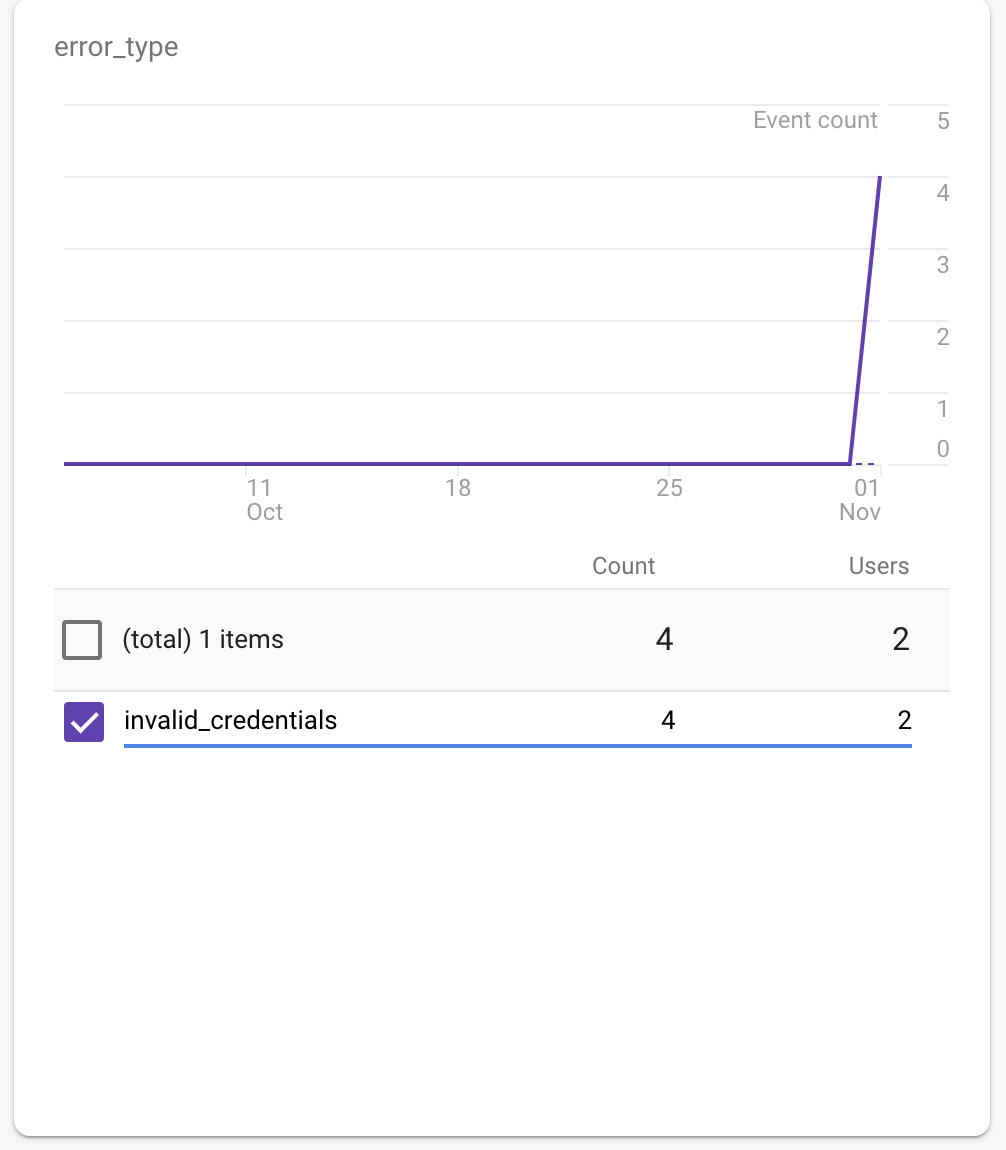 error_type
Event count 5
4
3
2
1
0
11 18 25 01
Oct Nov
Count Users
(total) 1 items 4 2
invalid_credentials 4 2